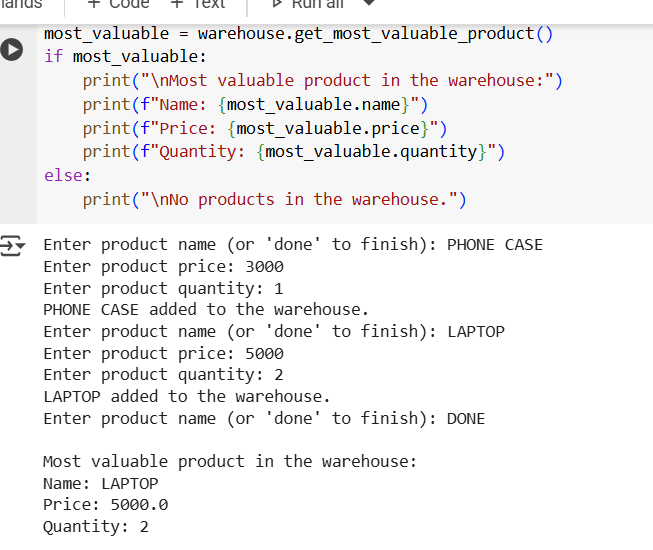 + Code + Text Run all
most_valuable = warehouse.get_most_valuable_product()
if most_valuable:
    print("\nMost valuable product in the warehouse:")
    print(f"Name: {most_valuable.name}")
    print(f"Price: {most_valuable.price}")
    print(f"Quantity: {most_valuable.quantity}")
else:
    print("\nNo products in the warehouse.")
Enter product name (or 'done' to finish): PHONE CASE
Enter product price: 3000
Enter product quantity: 1
PHONE CASE added to the warehouse.
Enter product name (or 'done' to finish): LAPTOP
Enter product price: 5000
Enter product quantity: 2
LAPTOP added to the warehouse.
Enter product name (or 'done' to finish): DONE

Most valuable product in the warehouse:
Name: LAPTOP
Price: 5000.0
Quantity: 2